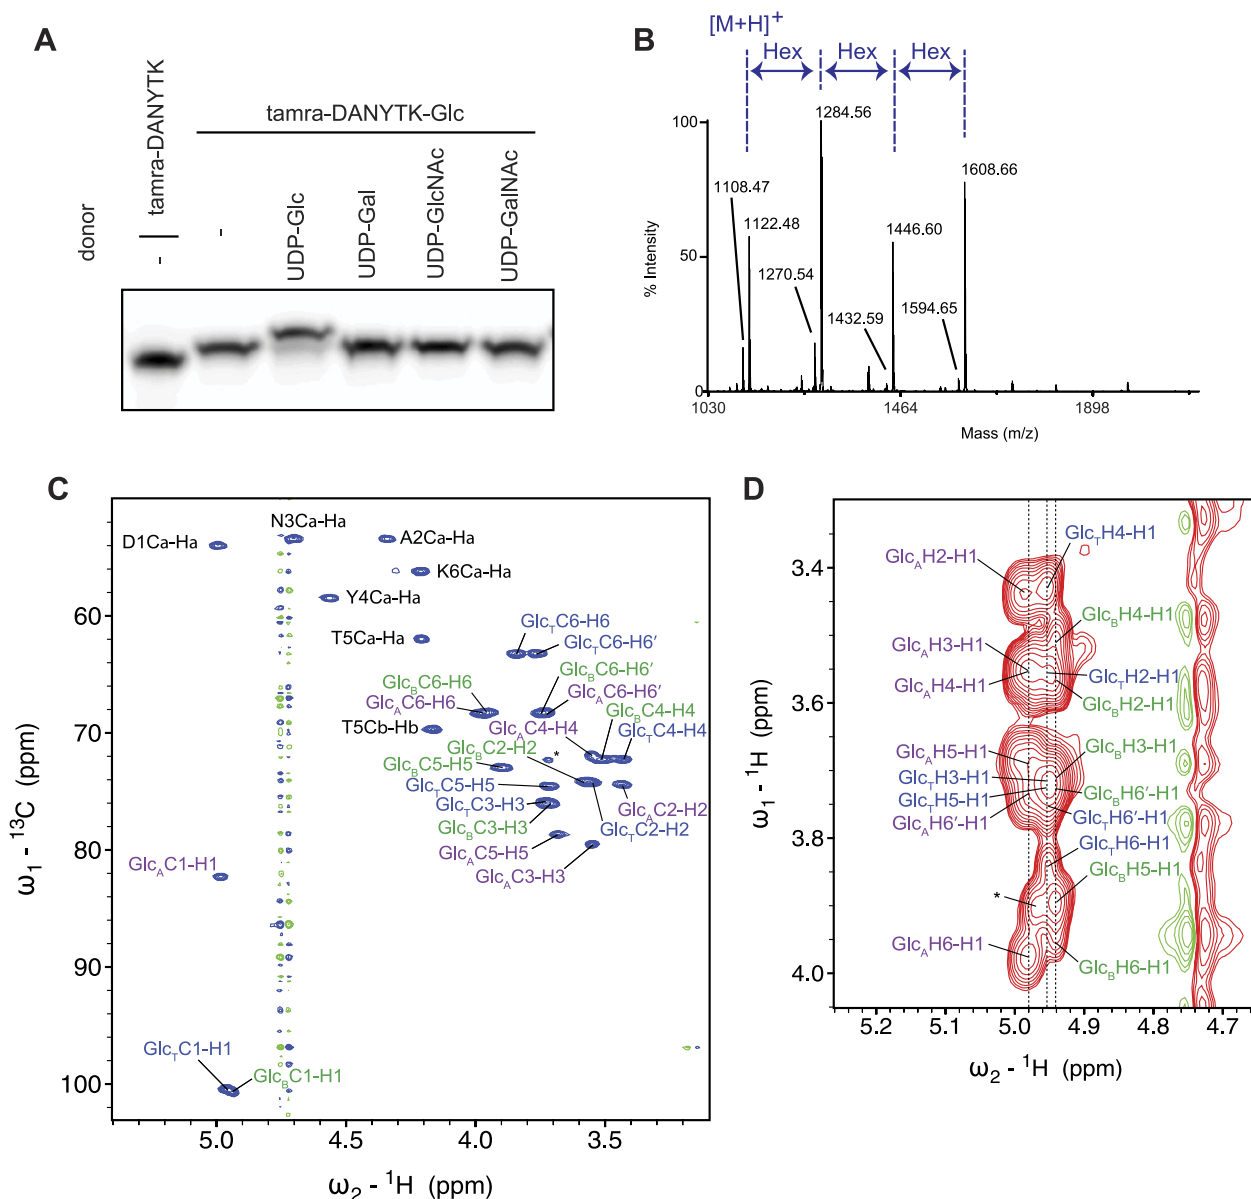 A
tamra-DANYTK-Glc
donor
tamra-DANYTK
-
-
UDP-Glc
UDP-Gal
UDP-GlcNAc
UDP-GalNAc
B
[M+H]+
Hex
Hex
Hex
% Intensity
100
50
0
1108.47
1122.48
1270.54
1284.56
1432.59
1446.60
1594.65
1608.66
1030
1464
1898
Mass (m/z)
C
N3Ca-Ha
D1Ca-Ha
A2Ca-Ha
K6Ca-Ha
Y4Ca-Ha
T5Ca-Ha
GlcTC6-H6
GlcTC6-H6′
GlcBC6-H6
GlcBC6-H6′
GlcAC6-H6
GlcAC6-H6′
GlcAC4-H4
GlcBC4-H4
T5Cb-Hb
GlcTC4-H4
GlcBC2-H2
*
GlcBC5-H5
GlcTC5-H5
GlcTC3-H3
GlcAC2-H2
GlcBC3-H3
GlcTC2-H2
GlcAC5-H5
GlcAC3-H3
GlcAC1-H1
GlcTC1-H1
GlcBC1-H1
60
70
80
90
100
ω1 - 13C (ppm)
5.0
4.5
4.0
3.5
ω2 - 1H (ppm)
D
GlcTH4-H1
GlcAH2-H1
GlcBH4-H1
GlcAH3-H1
GlcTH2-H1
GlcAH4-H1
GlcBH2-H1
GlcAH5-H1
GlcBH3-H1
GlcTH3-H1
GlcTH5-H1
GlcBH6′-H1
GlcAH6′-H1
GlcTH6′-H1
GlcTH6-H1
GlcBH5-H1
*
GlcAH6-H1
GlcBH6-H1
3.4
3.6
3.8
4.0
ω1 - 1H (ppm)
5.2
5.1
5.0
4.9
4.8
4.7
ω2 - 1H (ppm)